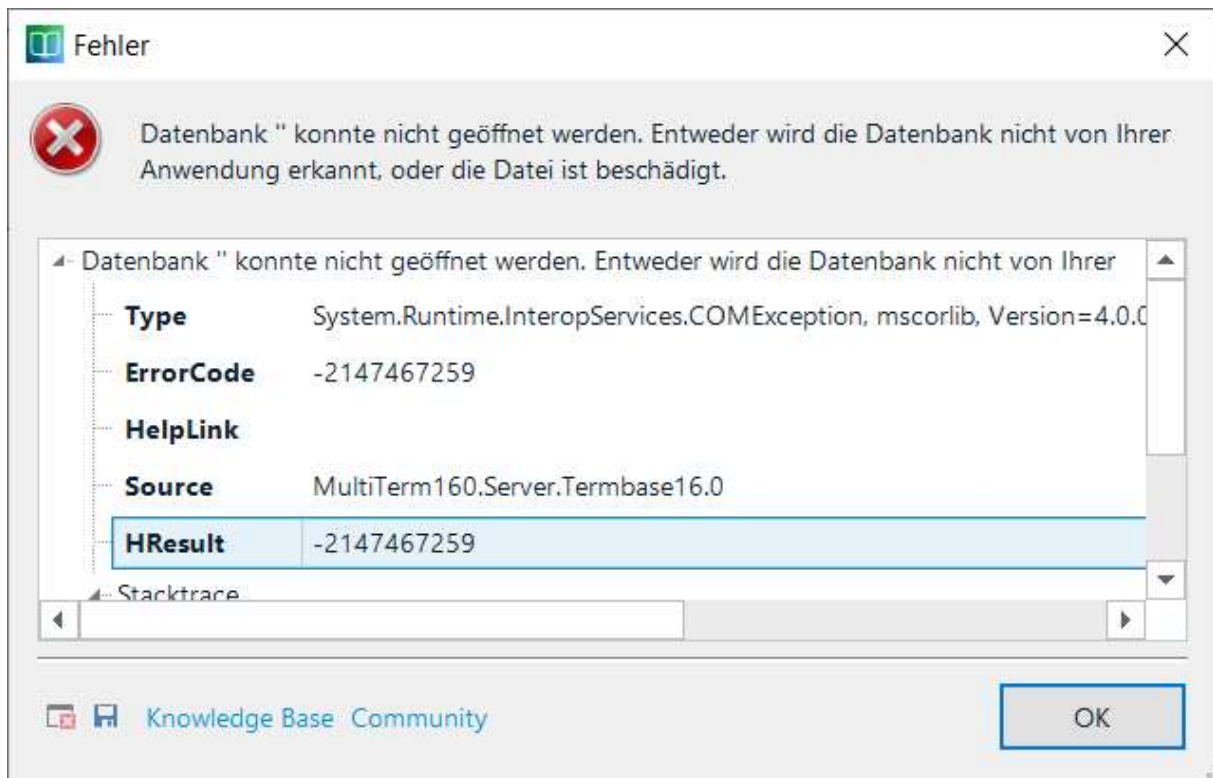 Fehler
Datenbank '' konnte nicht geöffnet werden. Entweder wird die Datenbank nicht von Ihrer
Anwendung erkannt, oder die Datei ist beschädigt.
Datenbank '' konnte nicht geöffnet werden. Entweder wird die Datenbank nicht von Ihrer
Type System.Runtime.InteropServices.COMException, mscorlib, Version=4.0.0
ErrorCode -2147467259
HelpLink
Source MultiTerm160.Server.Termbase16.0
HResult -2147467259
Stacktrace
Knowledge Base Community OK